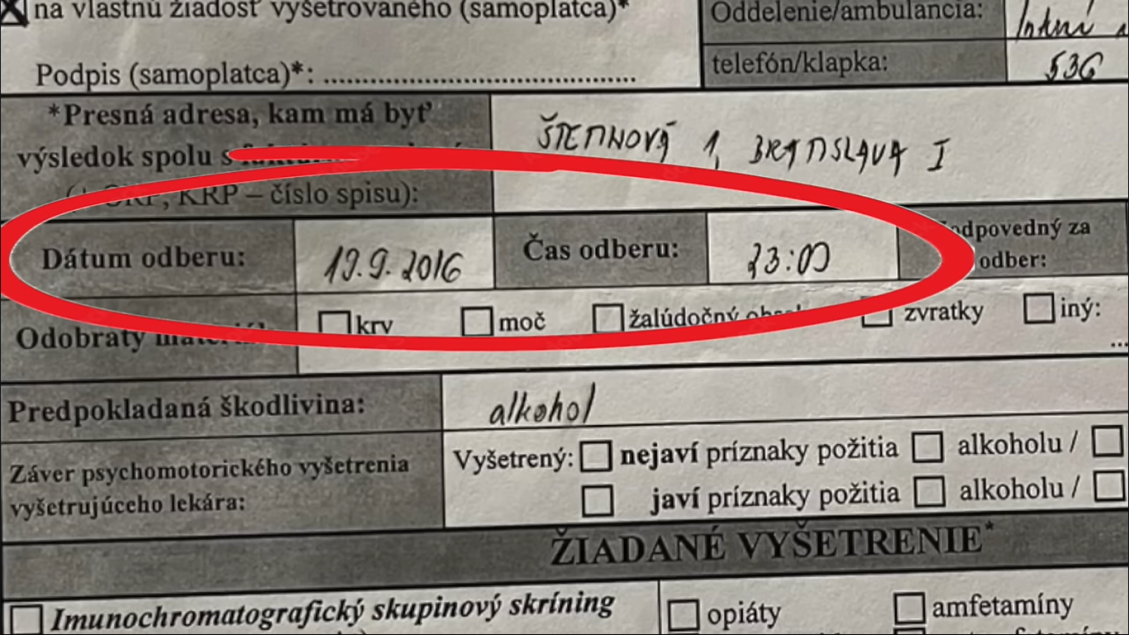 na vlastnú žiadosť vyšetrovaného (samoplatca)*
Oddelenie/ambulancia:
Podpis (samoplatca)*: ........................................
telefón/klapka: 536
*Presná adresa, kam má byť
výsledok spolu s
KRP – číslo spisu):
ŠTETINOVÁ 1, BRATISLAVA I
Dátum odberu: 19.9.2016 Čas odberu: 23:00
za
odber:
Odobratý krv moč žalúdočný zvratky iný:
...
Predpokladaná škodlivina: alkohol
Záver psychomotorického vyšetrenia
vyšetrujúceho lekára:
Vyšetrený: nejaví príznaky požitia alkoholu /
javí príznaky požitia alkoholu /
ŽIADANÉ VYŠETRENIE*
Imunochromatografický skupinový skríning
opiáty amfetamíny